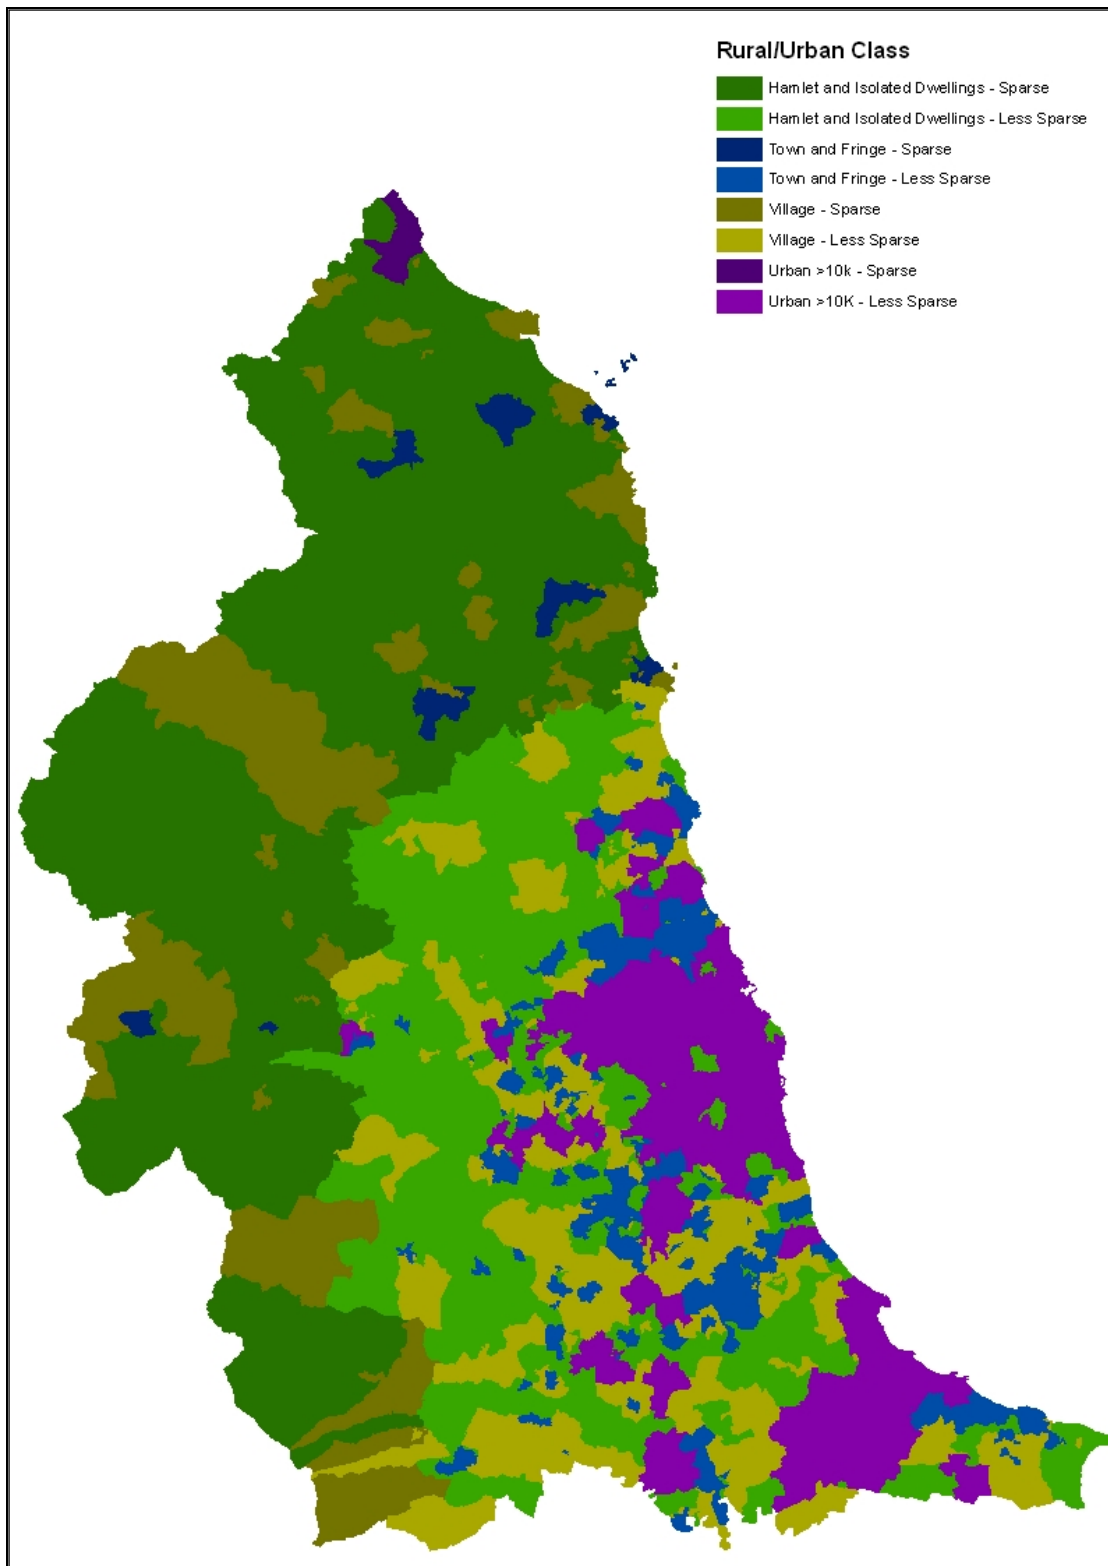 Rural/Urban Class
Hamlet and Isolated Dwellings - Sparse
Hamlet and Isolated Dwellings - Less Sparse
Town and Fringe - Sparse
Town and Fringe - Less Sparse
Village - Sparse
Village - Less Sparse
Urban >10k - Sparse
Urban >10K - Less Sparse